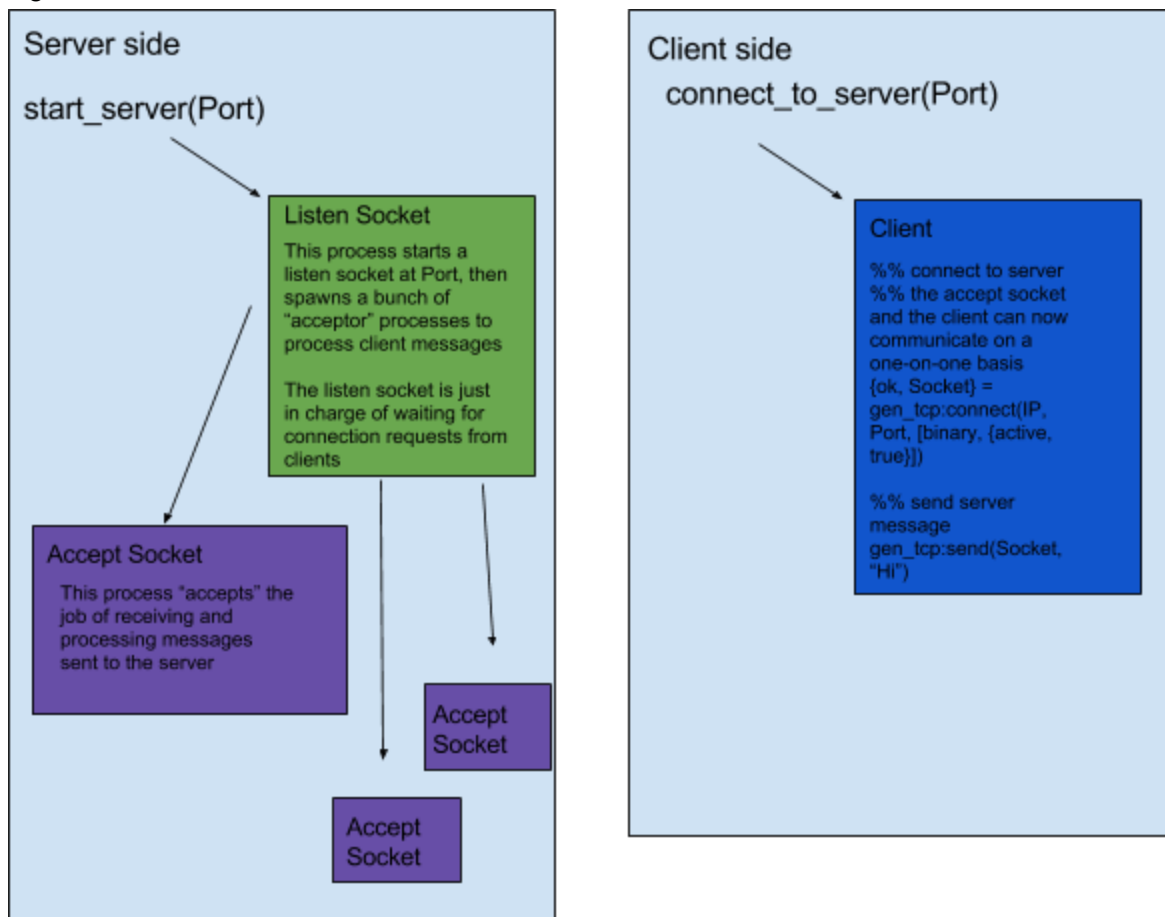 Server side
start_server(Port)
Listen Socket
This process starts a
listen socket at Port, then
spawns a bunch of
“acceptor” processes to
process client messages
The listen socket is just
in charge of waiting for
connection requests from
clients
Accept Socket
This process “accepts” the
job of receiving and
processing messages
sent to the server
Accept
Socket
Accept
Socket
Client side
connect_to_server(Port)
Client
%% connect to server
%% the accept socket
and the client can now
communicate on a
one-on-one basis
{ok, Socket} =
gen_tcp:connect(IP,
Port, [binary, {active,
true}])
%% send server
message
gen_tcp:send(Socket,
“Hi”)